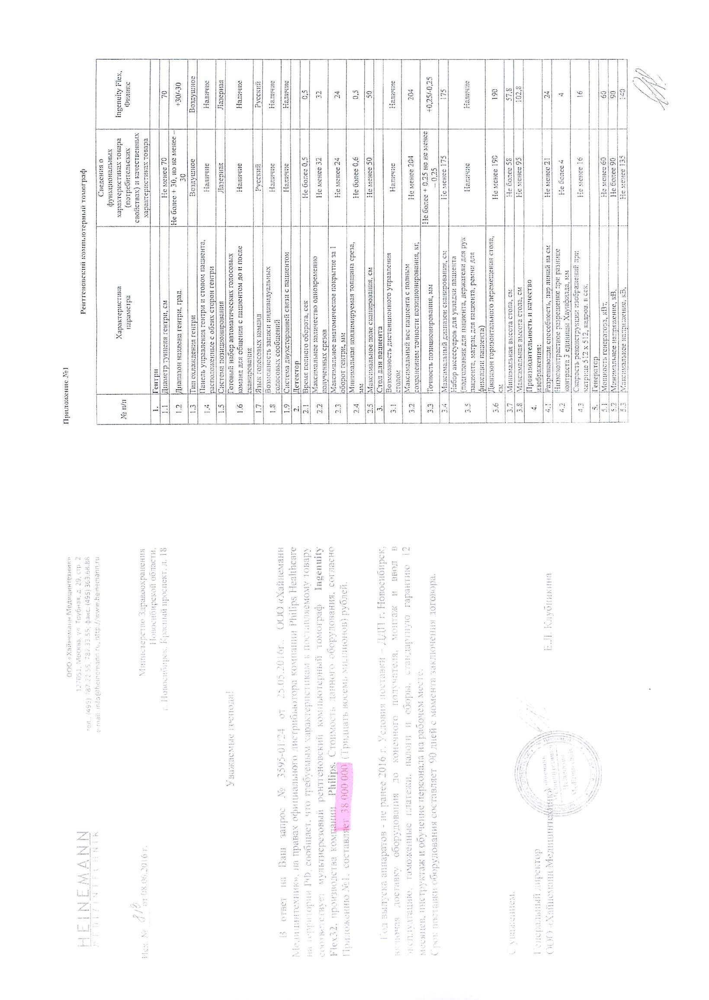 HEINEMANN
MEDIZINTECHNIK
ООО «Хайнеманн Медицинтехник»
127051, Москва, ул. Трубная, д. 29, стр. 2
тел.: (495) 787.22.55, 787.33.55, факс. (495) 363.68.88
e-mail: info@heinemann.ru, http://www.heinemann.ru
Исх. № от 08.06.2016 г.
Министерство Здравоохранения
Новосибирской области.
г. Новосибирск. Красный проспект, д. 18
Уважаемые господа!
В ответ на Ваш запрос № 3595-01/24 от 25.05.2016г.. ООО «Хайнеманн
Медицинтехник», на правах официального дистрибьютора компании Philips Healthcare
на территории РФ, сообщает, что требуемым характеристикам к поставляемому товару
соответствует мультисрезовый рентгеновский компьютерный томограф Ingenuity
Flex32, производства компании Philips. Стоимость данного оборудования, согласно
Приложению №1, составляет 38 000 000 (Тридцать восемь миллионов) рублей.
Год выпуска аппаратов - не ранее 2016 г. Условия поставки – ДДП г. Новосибирск,
включая доставку оборудования до конечного получателя, монтаж и ввод в
эксплуатацию, таможенные платежи, налоги и сборы, стандартную гарантию 12
месяцев, инструктаж и обучение персонала на рабочем месте.
Срок поставки оборудования составляет 90 дней с момента заключения договора.
С уважением,
Генеральный директор
ООО «Хайнеманн Медицинтехник» Е.Л. Клубникина
Приложение №1
Рентгеновский компьютерный томограф
№ п/п Характеристика параметра Сведения о функциональных характеристиках товара (потребительских свойствах) и качественных характеристиках товара Ingenuity Flex, Филипс
1. Гентри
1.1 Диаметр туннеля гентри, см Не менее 70 70
1.2 Диапазон наклона гентри, град. Не более + 30, но не менее – 30 +30/-30
1.3 Тип охлаждения гентри Воздушное Воздушное
1.4 Панель управления гентри и столом пациента, расположенные с обеих сторон гентри Наличие Наличие
1.5 Система позиционирования Лазерная Лазерная
1.6 Готовый набор автоматических голосовых команд для общения с пациентом до и после сканирования Наличие Наличие
1.7 Язык голосовых команд Русский Русский
1.8 Возможность записи индивидуальных голосовых сообщений Наличие Наличие
1.9 Система двухсторонней связи с пациентом Наличие Наличие
2. Детектор
2.1 Время полного оборота, сек Не более 0,5 0,5
2.2 Максимальное количество одновременно полученных срезов Не менее 32 32
2.3 Максимальное анатомическое покрытие за 1 оборот гентри, мм Не менее 24 24
2.4 Минимальная коллимируемая толщина среза, мм Не более 0,6 0,5
2.5 Максимальное поле сканирования, см Не менее 50 50
3. Стол для пациента
3.1 Возможность дистанционного управления столом Наличие Наличие
3.2 Максимальный вес пациента с полным сохранением точности позиционирования, кг, Не менее 204 204
3.3 Точность позиционирования, мм Не более + 0,25 но не менее – 0,25 +0,25/-0,25
3.4 Максимальный диапазон сканирования, см Не менее 175 175
3.5 Набор аксессуаров для укладки пациента (подголовник для пациента, держатели для рук пациента, матрац для пациента, ремни для фиксации пациента) Наличие Наличие
3.6 Диапазон горизонтального перемещения стола, см Не менее 190 190
3.7 Минимальная высота стола, см Не более 58 57,8
3.8 Максимальная высота стола, см Не менее 95 102,8
4. Производительность и качество изображения:
4.1 Разрешающая способность, пар линий на см Не менее 21 24
4.2 Низкоконтрастное разрешение при разнице контраста 3 единицы Хаунфилда, мм Не более 4 4
4.3 Скорость реконструкции изображений при матрице 512 x 512, кадров. в сек. Не менее 16 16
5. Генератор
5.1 Мощность генератора, кВт. Не менее 60 60
5.2 Минимальное напряжение, кВ, Не более 90 90
5.3 Максимальное напряжение, кВ, Не менее 135 140